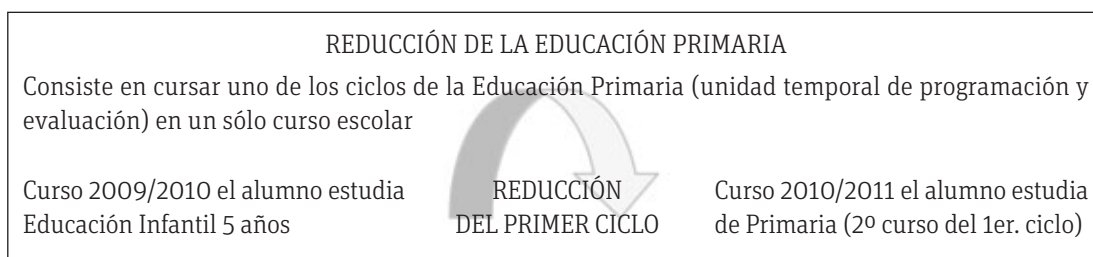 REDUCCIÓN DE LA EDUCACIÓN PRIMARIA
Consiste en cursar uno de los ciclos de la Educación Primaria (unidad temporal de programación y
evaluación) en un sólo curso escolar
Curso 2009/2010 el alumno estudia
Educación Infantil 5 años
REDUCCIÓN
DEL PRIMER CICLO
Curso 2010/2011 el alumno estudia
de Primaria (2º curso del 1er. ciclo)